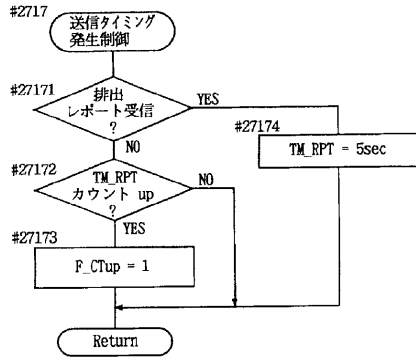 #2717
送信タイミング
発生制御
#27171
排出
レポート受信
?
YES
NO
#27174
TM_RPT = 5sec
#27172
TM_RPT
カウント up
?
NO
YES
#27173
F_CTup = 1
Return